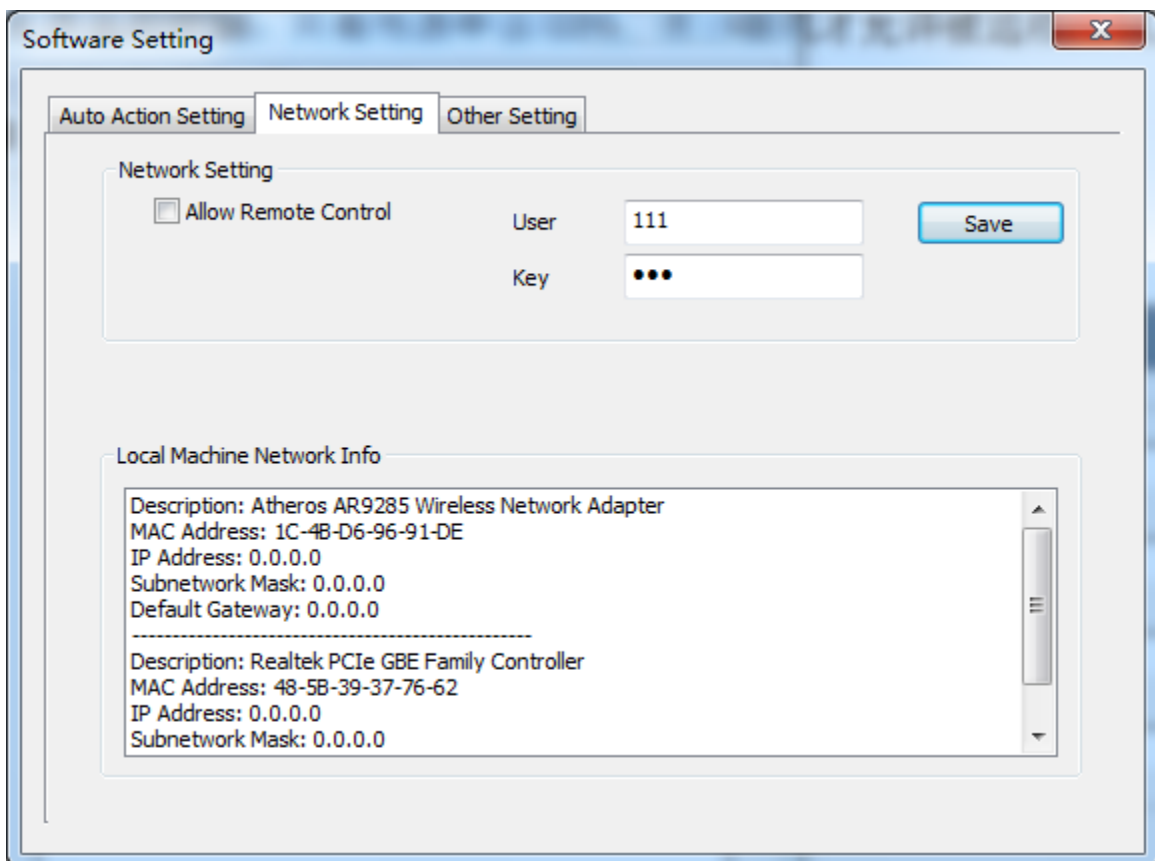 Software Setting
Auto Action Setting
Network Setting
Other Setting
Network Setting
Allow Remote Control
User
111
Save
Key
•••
Local Machine Network Info
Description: Atheros AR9285 Wireless Network Adapter
MAC Address: 1C-4B-D6-96-91-DE
IP Address: 0.0.0.0
Subnetwork Mask: 0.0.0.0
Default Gateway: 0.0.0.0
--------------------------------------------------
Description: Realtek PCIe GBE Family Controller
MAC Address: 48-5B-39-37-76-62
IP Address: 0.0.0.0
Subnetwork Mask: 0.0.0.0